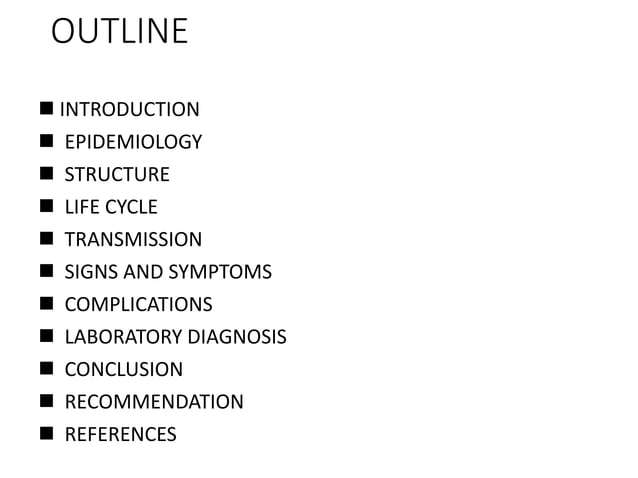 OUTLINE
■ INTRODUCTION
■ EPIDEMIOLOGY
■ STRUCTURE
■ LIFE CYCLE
■ TRANSMISSION
■ SIGNS AND SYMPTOMS
■ COMPLICATIONS
■ LABORATORY DIAGNOSIS
■ CONCLUSION
■ RECOMMENDATION
■ REFERENCES